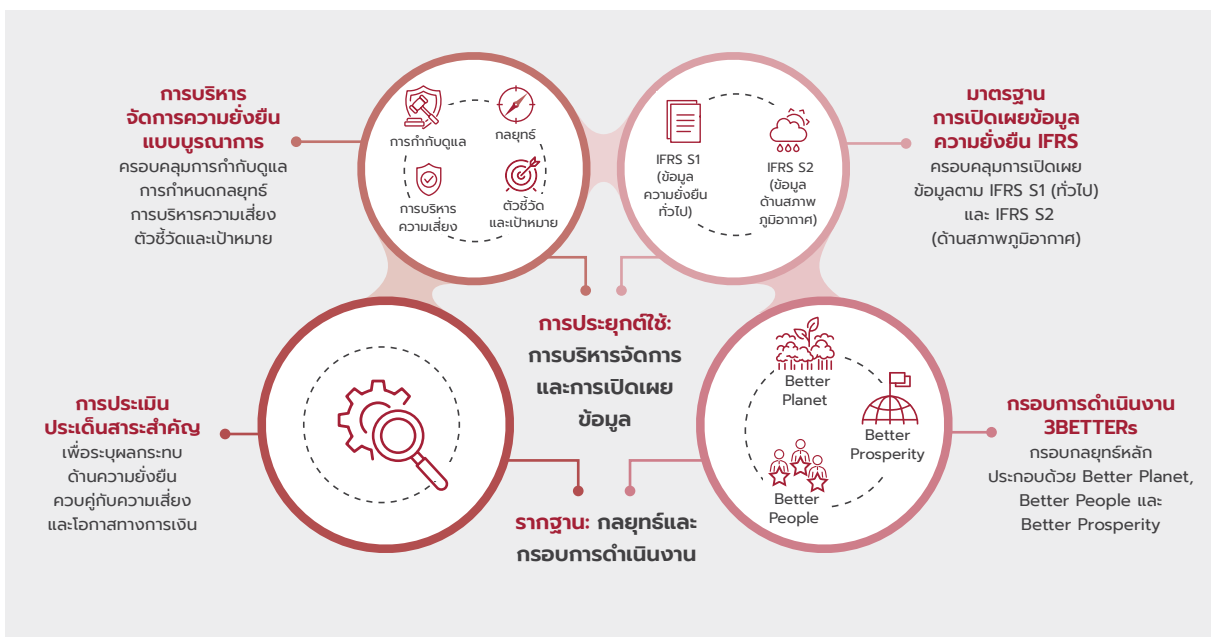 การบริหาร
จัดการความยั่งยืน
แบบบูรณาการ
ครอบคลุมการกำกับดูแล
การกำหนดกลยุทธ์
การบริหารความเสี่ยง
ตัวชี้วัดและเป้าหมาย
การกำกับดูแล
กลยุทธ์
การบริหาร
ความเสี่ยง
ตัวชี้วัด
และเป้าหมาย
IFRS S1
(ข้อมูล
ความยั่งยืน
ทั่วไป)
IFRS S2
(ข้อมูล
ด้านสภาพ
ภูมิอากาศ)
มาตรฐาน
การเปิดเผยข้อมูล
ความยั่งยืน IFRS
ครอบคลุมการเปิดเผย
ข้อมูลตาม IFRS S1 (ทั่วไป)
และ IFRS S2
(ด้านสภาพภูมิอากาศ)
การประยุกต์ใช้:
การบริหารจัดการ
และการเปิดเผย
ข้อมูล
การประเมิน
ประเด็นสาระสำคัญ
เพื่อระบุผลกระทบ
ด้านความยั่งยืน
ควบคู่กับความเสี่ยง
และโอกาสทางการเงิน
รากฐาน: กลยุทธ์และ
กรอบการดำเนินงาน
Better
Planet
Better
Prosperity
Better
People
กรอบการดำเนินงาน
3BETTERs
กรอบกลยุทธ์หลัก
ประกอบด้วย Better Planet,
Better People และ
Better Prosperity